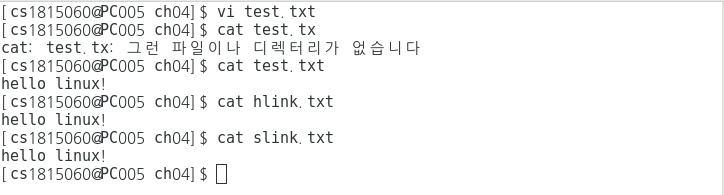 [cs1815060@PC005 ch04]$ vi test.txt
[cs1815060@PC005 ch04]$ cat test.tx
cat: test.tx: 그런 파일이나 디렉터리가 없습니다
[cs1815060@PC005 ch04]$ cat test.txt
hello linux!
[cs1815060@PC005 ch04]$ cat hlink.txt
hello linux!
[cs1815060@PC005 ch04]$ cat slink.txt
hello linux!
[cs1815060@PC005 ch04]$